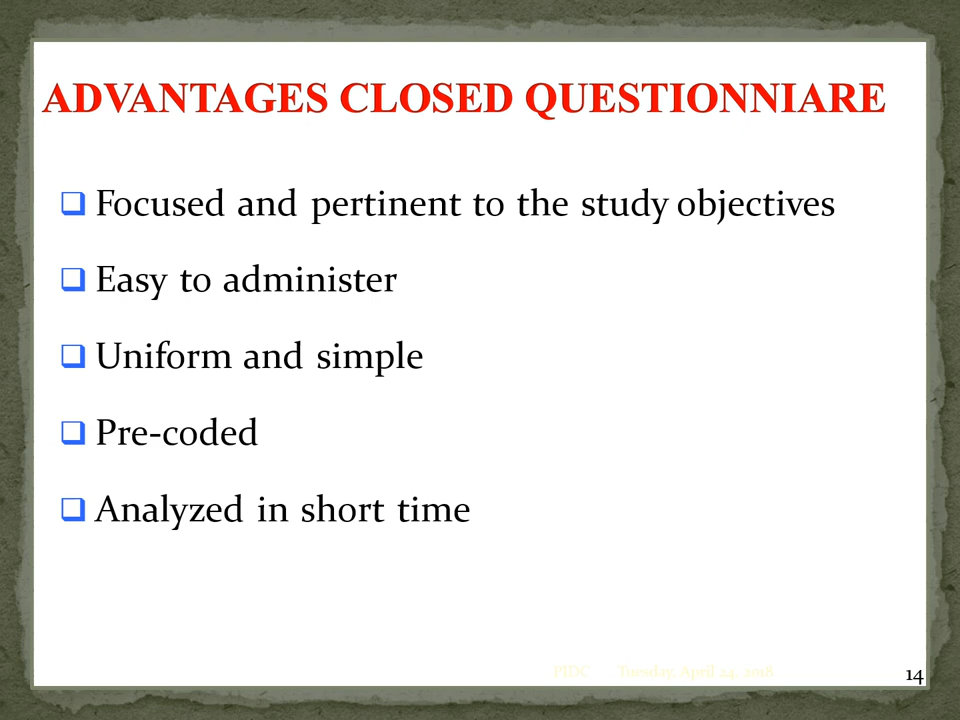 ADVANTAGES CLOSED QUESTIONNIARE
Focused and pertinent to the study objectives
Easy to administer
Uniform and simple
Pre-coded
Analyzed in short time
PIDC Tuesday, April 24, 2018
14